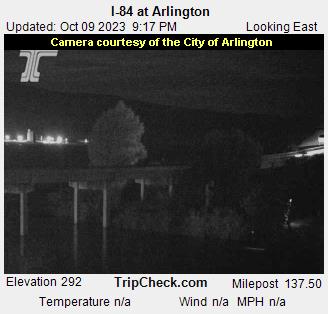 I-84 at Arlington
Updated: Oct 09 2023 9:17 PM Looking East
Camera courtesy of the City of Arlington
Elevation 292 TripCheck.com Milepost 137.50
Temperature n/a Wind n/a MPH n/a